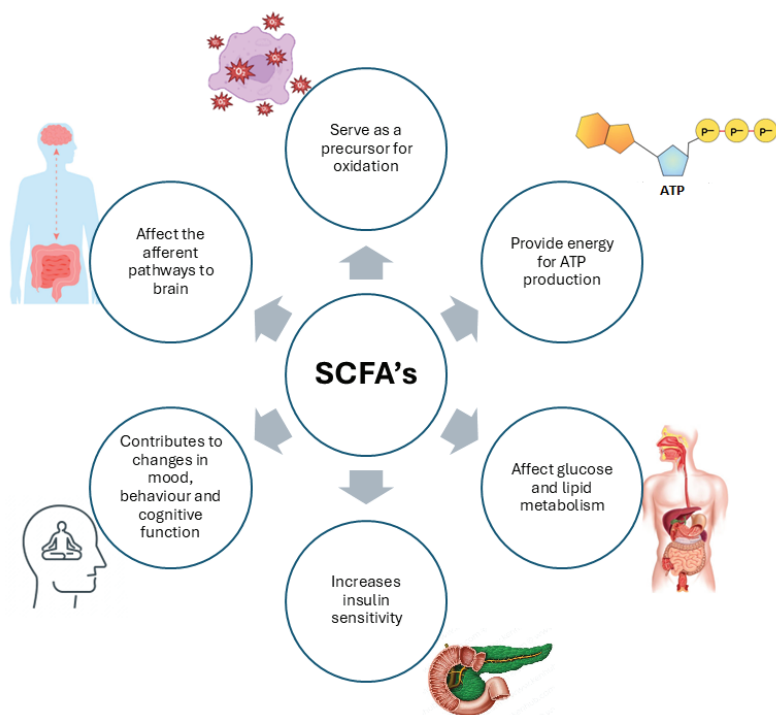 Serve as a
precursor for
oxidation
P—
P—
P—
ATP
Provide energy
for ATP
production
Affect glucose
and lipid
metabolism
Increases
insulin
sensitivity
Contributes to
changes in
mood,
behaviour and
cognitive
function
Affect the
afferent
pathways to
brain
SCFA's